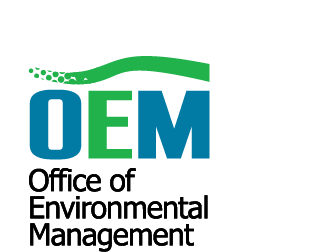 OEM
Office of
Environmental
Management